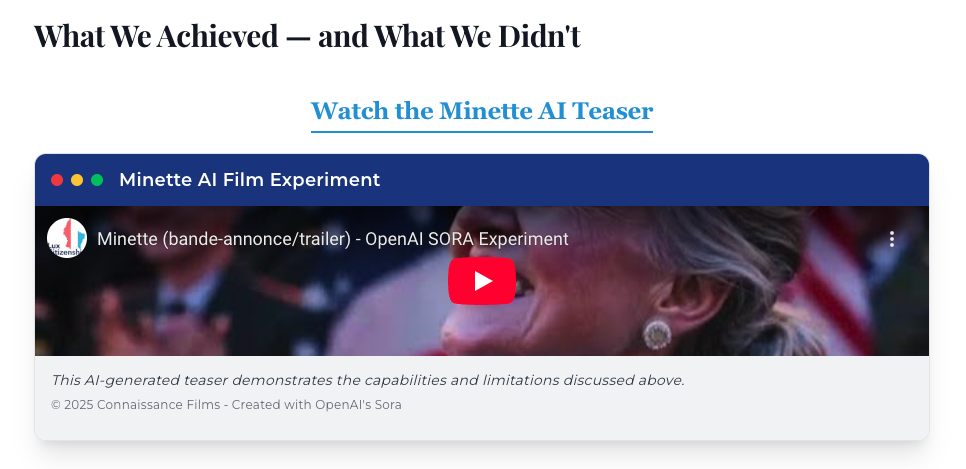 What We Achieved — and What We Didn't
Watch the Minette AI Teaser
Minette AI Film Experiment
Lux
Citizenship
Minette (bande-annonce/trailer) - OpenAI SORA Experiment
This AI-generated teaser demonstrates the capabilities and limitations discussed above.
© 2025 Connaissance Films - Created with OpenAI's Sora